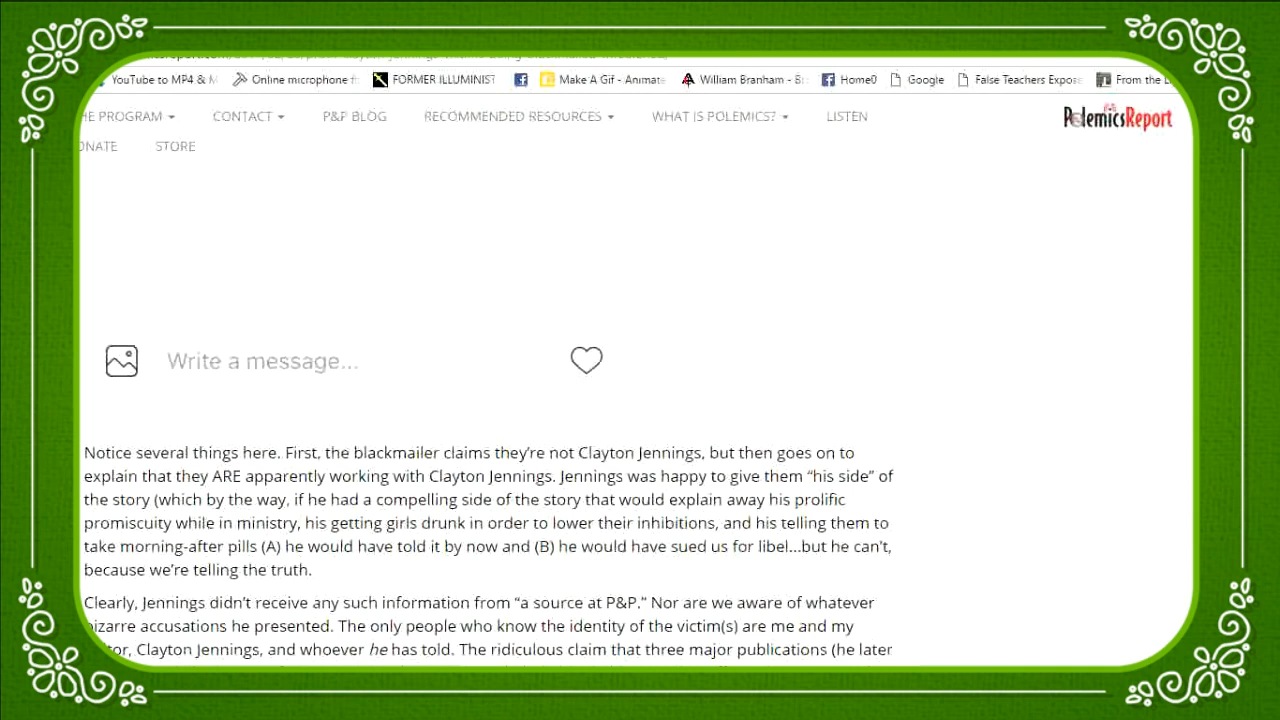 YouTube to MP4 & M Online microphone f FORMER ILLUMINIST Make A Gif - Animate William Branham - B Home0 Google False Teachers Expose From the
HE PROGRAM CONTACT P&P BLOG RECOMMENDED RESOURCES WHAT IS POLEMICS? LISTEN
PolemicsReport
ONATE STORE
Write a message...
Notice several things here. First, the blackmailer claims they're not Clayton Jennings, but then goes on to
explain that they ARE apparently working with Clayton Jennings. Jennings was happy to give them “his side” of
the story (which by the way, if he had a compelling side of the story that would explain away his prolific
promiscuity while in ministry, his getting girls drunk in order to lower their inhibitions, and his telling them to
take morning-after pills (A) he would have told it by now and (B) he would have sued us for libel...but he can't,
because we're telling the truth.
Clearly, Jennings didn't receive any such information from “a source at P&P.” Nor are we aware of whatever
bizarre accusations he presented. The only people who know the identity of the victim(s) are me and my
tor, Clayton Jennings, and whoever he has told. The ridiculous claim that three major publications (he later